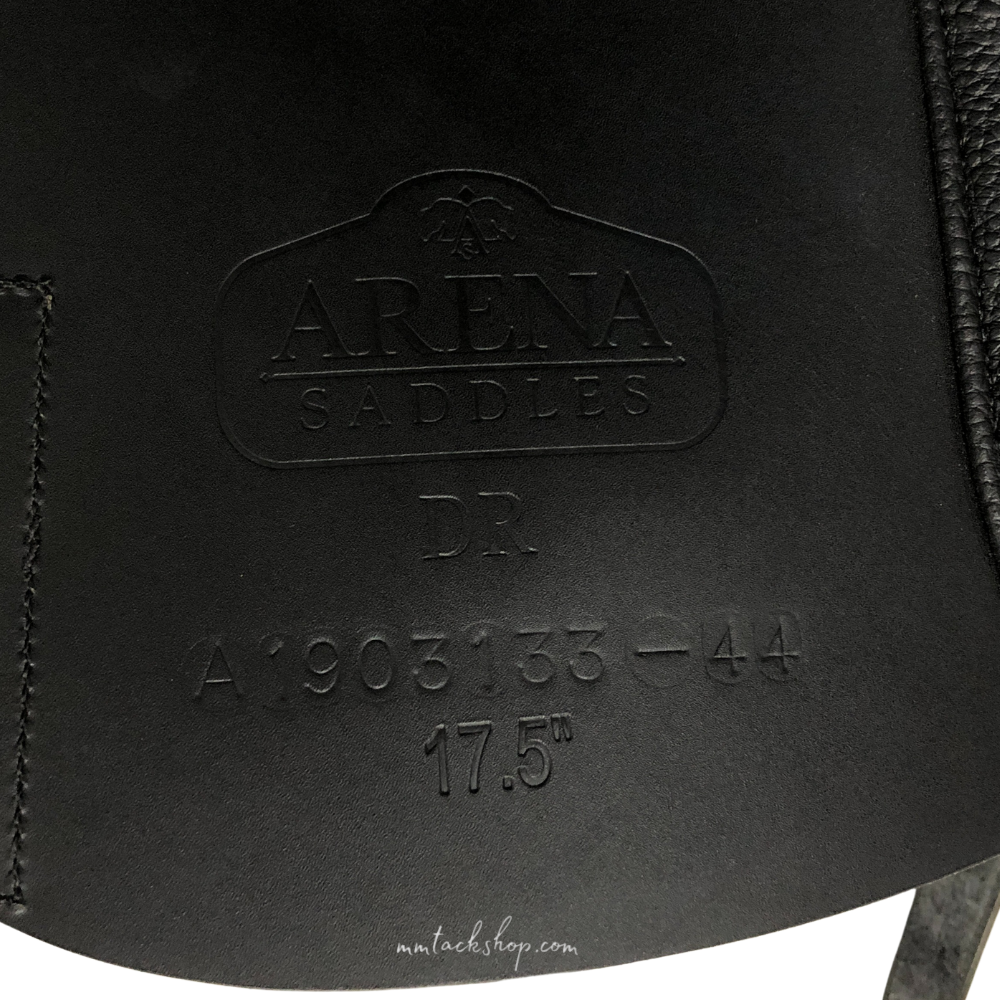 ARENA
SADDLES
DR
A1903133-44
17.5"
mmtackshop.com